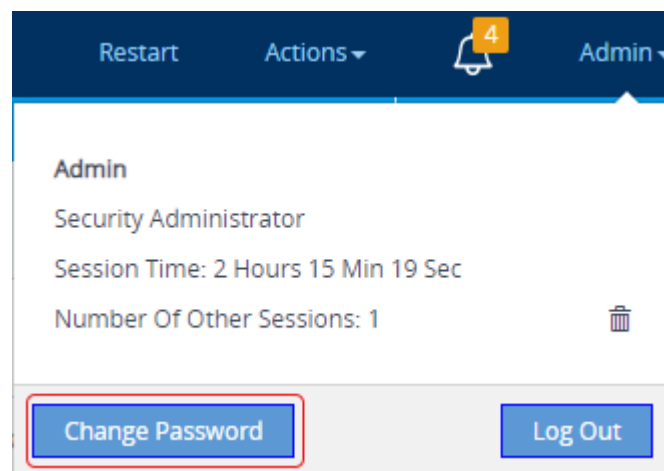 Restart Actions 4 Admin
Admin
Security Administrator
Session Time: 2 Hours 15 Min 19 Sec
Number Of Other Sessions: 1
Change Password Log Out